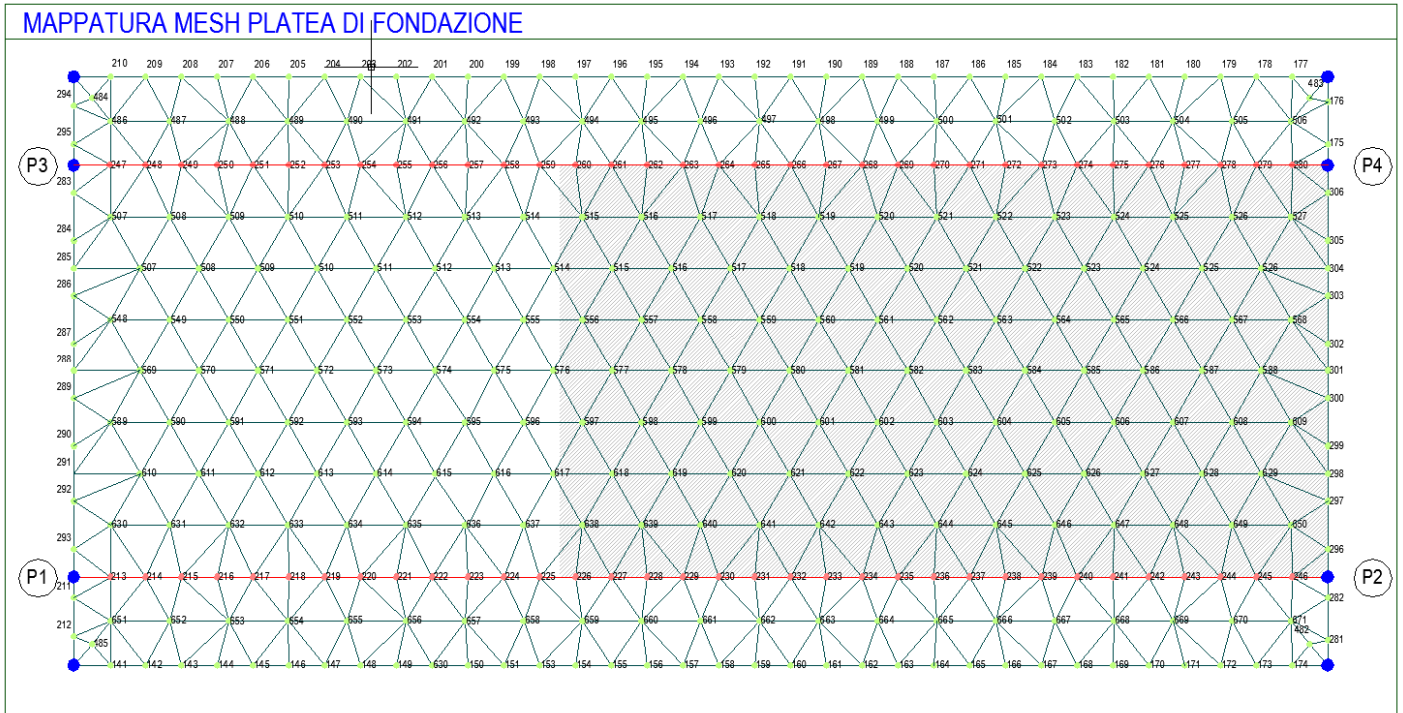 MAPPATURA MESH PLATEA DI FONDAZIONE
210 209 208 207 206 205 204 203 202 201 200 199 198 197 196 195 194 193 192 191 190 189 188 187 186 185 184 183 182 181 180 179 178 177
294 484 483 176
486 487 488 489 490 491 492 493 494 495 496 497 498 499 500 501 502 503 504 505 506
295 175
P3 247 248 249 250 251 252 253 254 255 256 257 258 259 260 261 262 263 264 265 266 267 268 269 270 271 272 273 274 275 276 277 278 279 280 P4
283 306
507 508 509 510 511 512 513 514 515 516 517 518 519 520 521 522 523 524 525 526 527
284 305
285 304
507 508 509 510 511 512 513 514 515 516 517 518 519 520 521 522 523 524 525 526
286 303
548 549 550 551 552 553 554 555 556 557 558 559 560 561 562 563 564 565 566 567 568
287 302
288 301
569 570 571 572 573 574 575 576 577 578 579 580 581 582 583 584 585 586 587 588
289 300
589 590 591 592 593 594 595 596 597 598 599 600 601 602 603 604 605 606 607 608 609
290 299
291 298
610 611 612 613 614 615 616 617 618 619 620 621 622 623 624 625 626 627 628 629
292 297
630 631 632 633 634 635 636 637 638 639 640 641 642 643 644 645 646 647 648 649 650
293 296
P1 213 214 215 216 217 218 219 220 221 222 223 224 225 226 227 228 229 230 231 232 233 234 235 236 237 238 239 240 241 242 243 244 245 246 P2
211 282
651 652 653 654 655 656 657 658 659 660 661 662 663 664 665 666 667 668 669 670 671
212 485 482 281
141 142 143 144 145 146 147 148 149 630 150 151 153 154 155 156 157 158 159 160 161 162 163 164 165 166 167 168 169 170 171 172 173 174